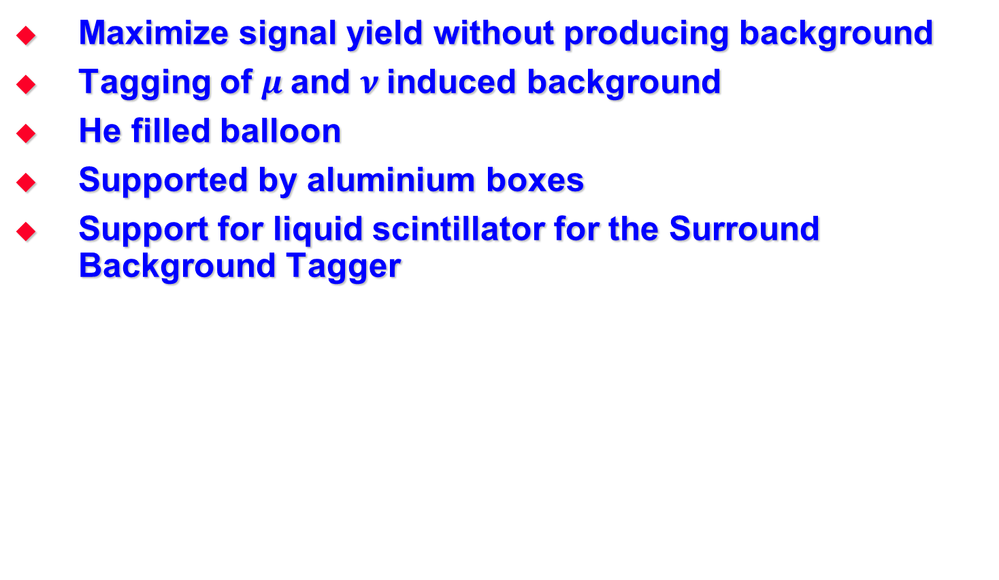 Maximize signal yield without producing background
Tagging of 𝝁 and 𝝂 induced background
He filled balloon
Supported by aluminium boxes
Support for liquid scintillator for the Surround
Background Tagger